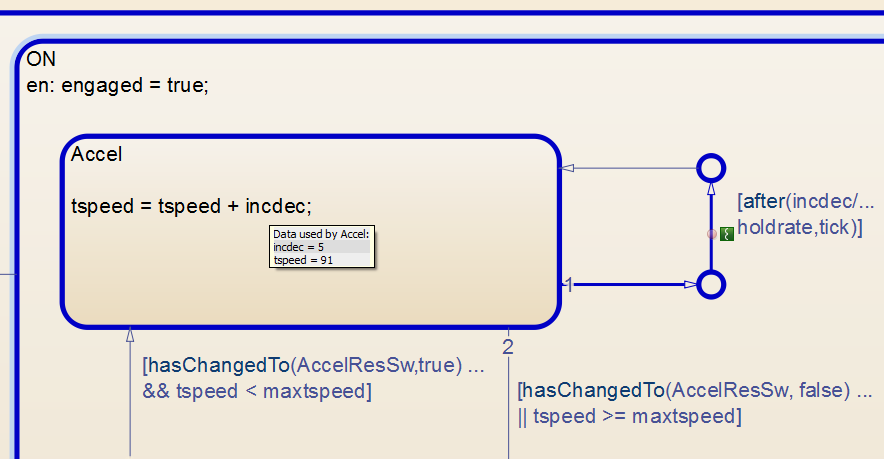 ON
en: engaged = true;
Accel
tspeed = tspeed + incdec;
Data used by Accel:
incdec = 5
tspeed = 91
[after(incdec/...
holdrate,tick)]
1
2
[hasChangedTo(AccelResSw,true) ...
&& tspeed < maxtspeed]
[hasChangedTo(AccelResSw, false) ...
|| tspeed >= maxtspeed]